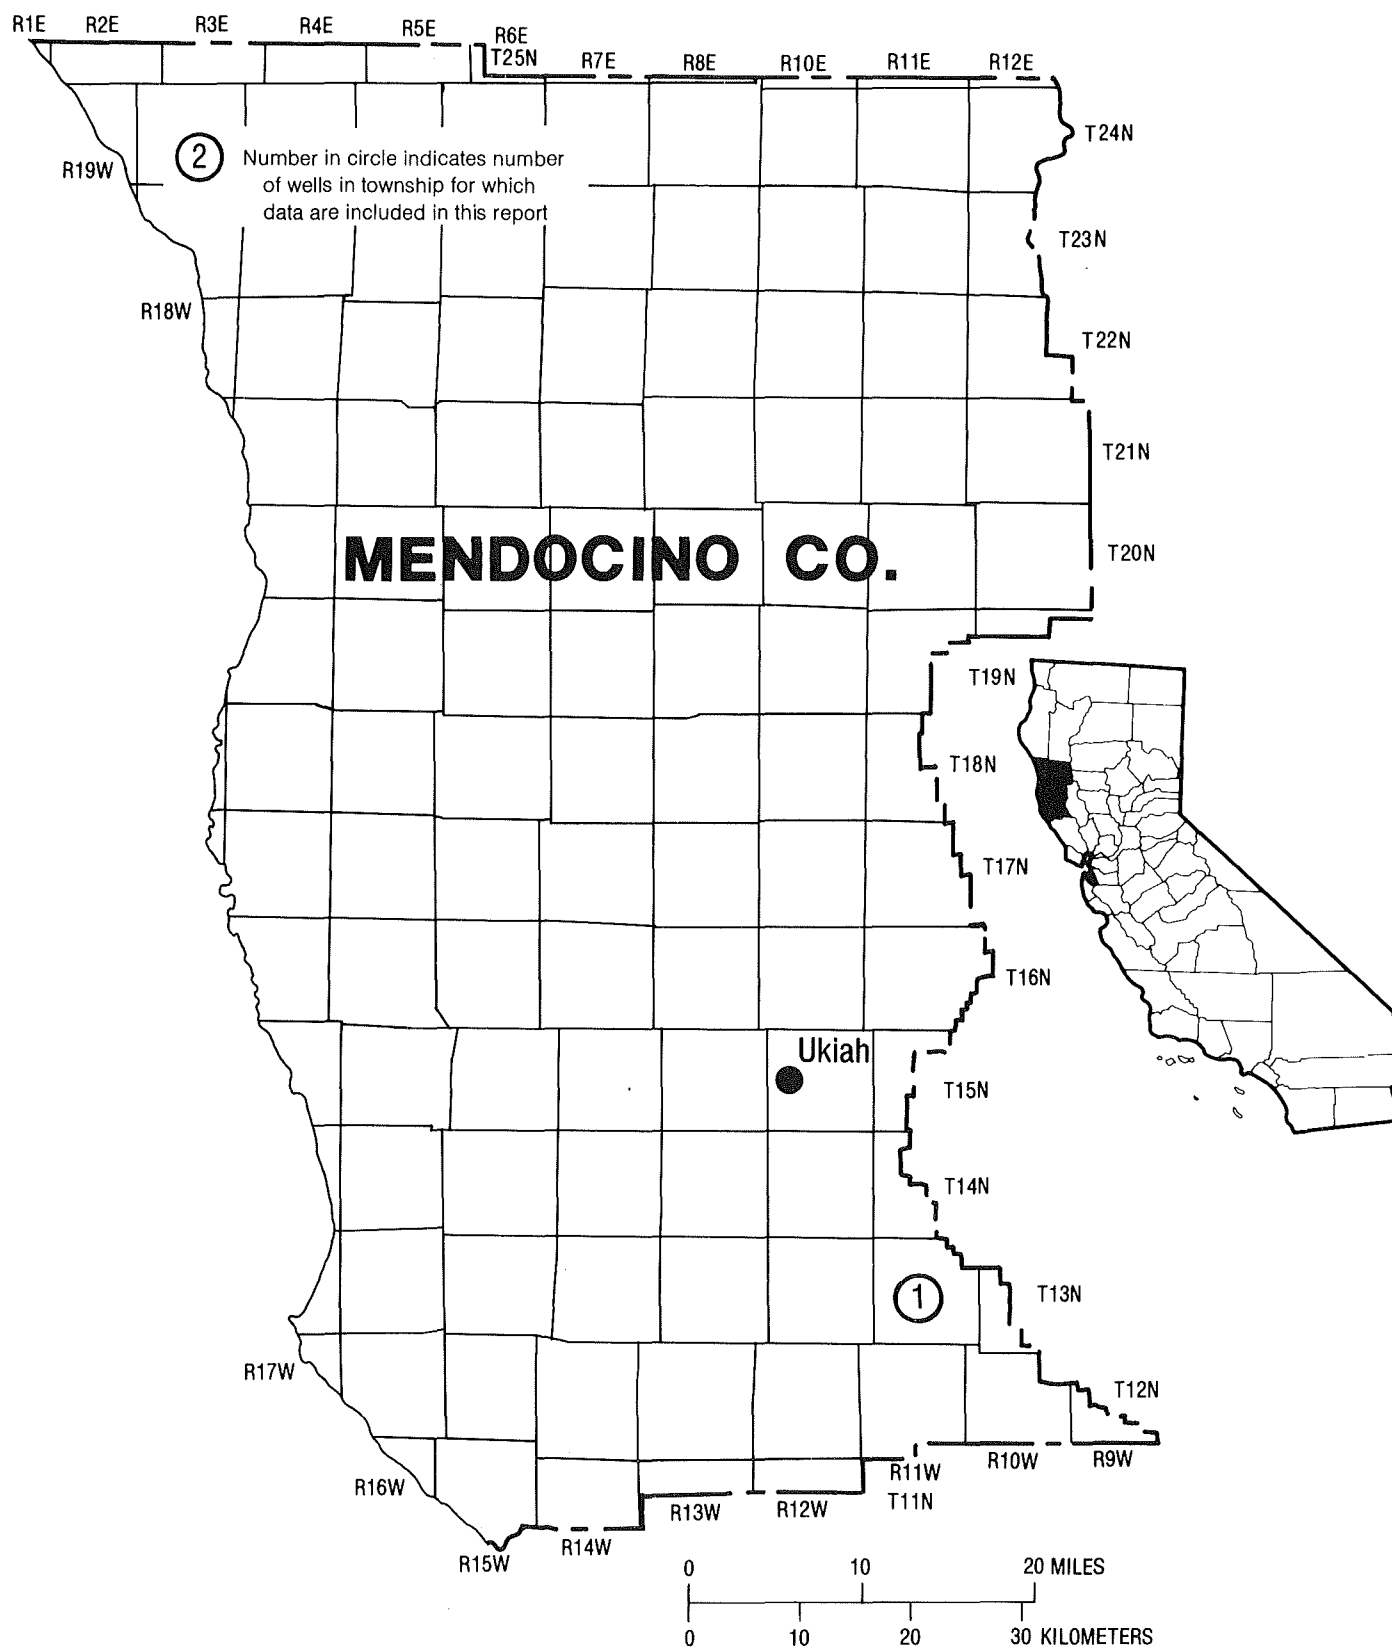 R1E R2E R3E R4E R5E R6E
T25N R7E R8E R10E R11E R12E
T24N
2 Number in circle indicates number
of wells in township for which
data are included in this report
R19W
T23N
R18W
T22N
T21N
MENDOCINO CO.
T20N
T19N
T18N
T17N
T16N
Ukiah
T15N
T14N
1
T13N
R17W
T12N
R11W R10W R9W
R16W
T11N
R13W R12W
R14W
R15W
0 10 20 MILES
0 10 20 30 KILOMETERS